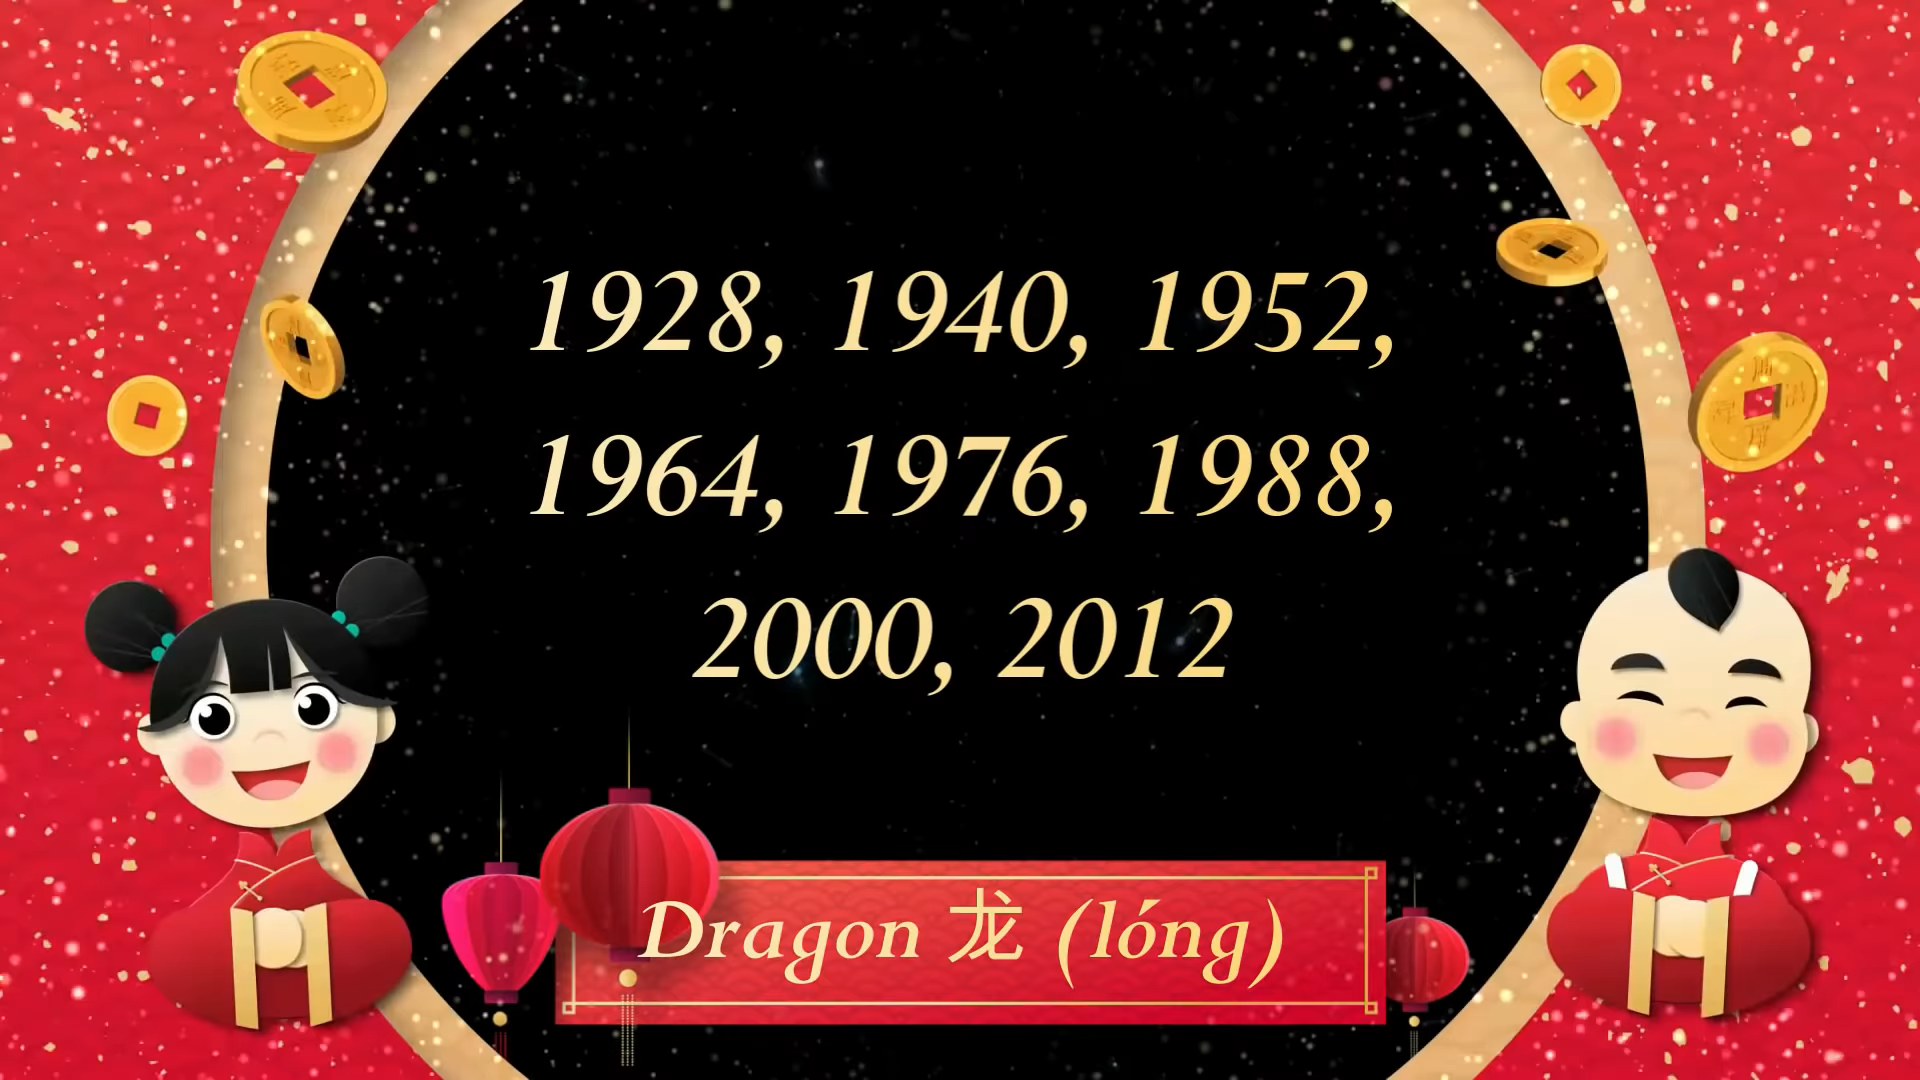 1928, 1940, 1952,
1964, 1976, 1988,
2000, 2012
Dragon 龙 (lóng)